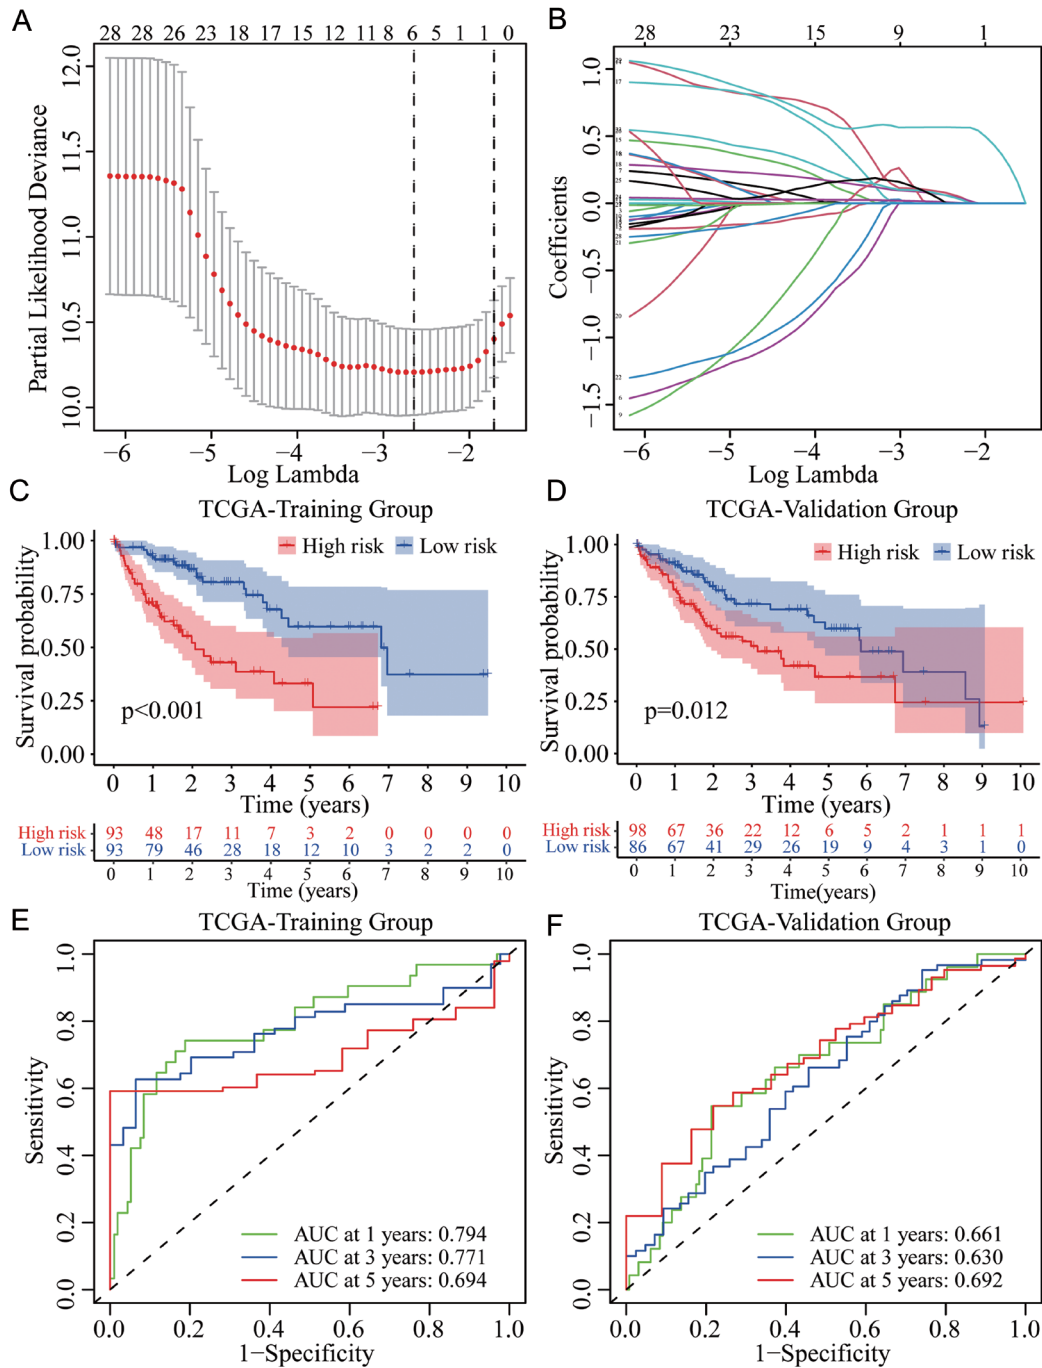 A
28 28 26 23 18 17 15 12 11 8 6 5 1 1 0
12.0
11.5
11.0
10.5
10.0
Partial Likelihood Deviance
−6 −5 −4 −3 −2
Log Lambda
B
28 23 15 9 1
1.0
0.5
0.0
−0.5
−1.0
−1.5
Coefficients
17
15
18
7
25
28
21
20
22
6
9
−6 −5 −4 −3 −2
Log Lambda
C
TCGA-Training Group
High risk Low risk
1.00
0.75
0.50
0.25
0.00
Survival probability
p<0.001
0 1 2 3 4 5 6 7 8 9 10
Time (years)
High risk 93 48 17 11 7 3 2 0 0 0 0
Low risk 93 79 46 28 18 12 10 3 2 2 0
0 1 2 3 4 5 6 7 8 9 10
Time (years)
D
TCGA-Validation Group
High risk Low risk
1.00
0.75
0.50
0.25
0.00
Survival probability
p=0.012
0 1 2 3 4 5 6 7 8 9 10
Time (years)
High risk 98 67 36 22 12 6 5 2 1 1 1
Low risk 86 67 41 29 26 19 9 4 3 1 0
0 1 2 3 4 5 6 7 8 9 10
Time(years)
E
TCGA-Training Group
1.0
0.8
0.6
0.4
0.2
0.0
Sensitivity
AUC at 1 years: 0.794
AUC at 3 years: 0.771
AUC at 5 years: 0.694
0.0 0.2 0.4 0.6 0.8 1.0
1−Specificity
F
TCGA-Validation Group
1.0
0.8
0.6
0.4
0.2
0.0
Sensitivity
AUC at 1 years: 0.661
AUC at 3 years: 0.630
AUC at 5 years: 0.692
0.0 0.2 0.4 0.6 0.8 1.0
1−Specificity